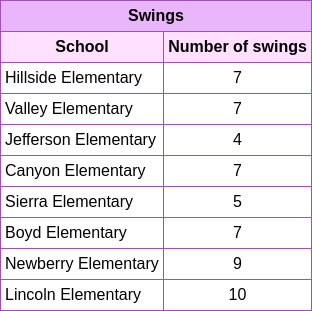 Swings
School Number of swings
Hillside Elementary 7
Valley Elementary 7
Jefferson Elementary 4
Canyon Elementary 7
Sierra Elementary 5
Boyd Elementary 7
Newberry Elementary 9
Lincoln Elementary 10